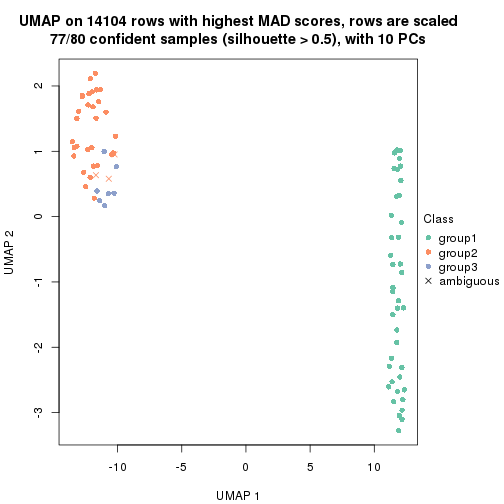 UMAP on 14104 rows with highest MAD scores, rows are scaled
77/80 confident samples (silhouette > 0.5), with 10 PCs
2
1
0
-1
-2
-3
UMAP 2
-10
-5
0
5
10
UMAP 1
Class
group1
group2
group3
ambiguous